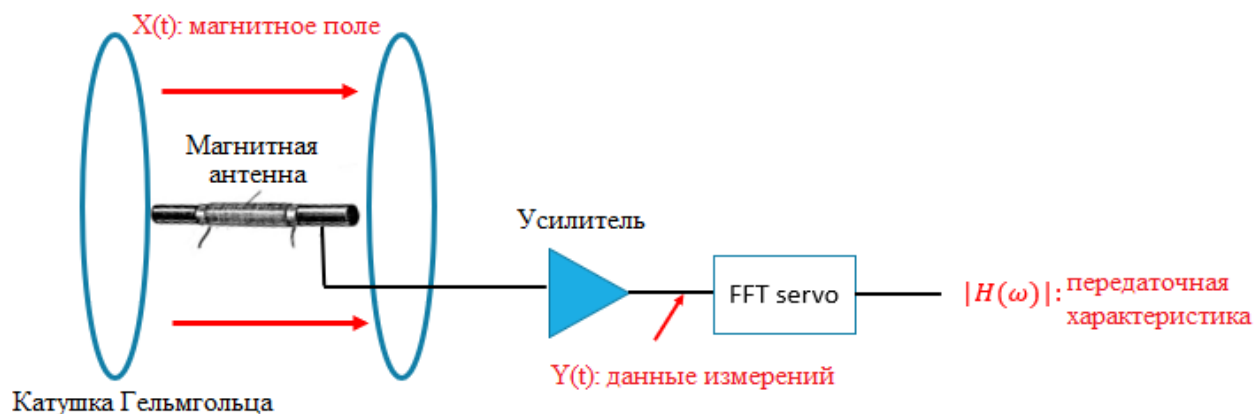 X(t): магнитное поле
Магнитная
антенна
Усилитель
FFT servo
|H(ω)|: передаточная
характеристика
Y(t): данные измерений
Катушка Гельмгольца